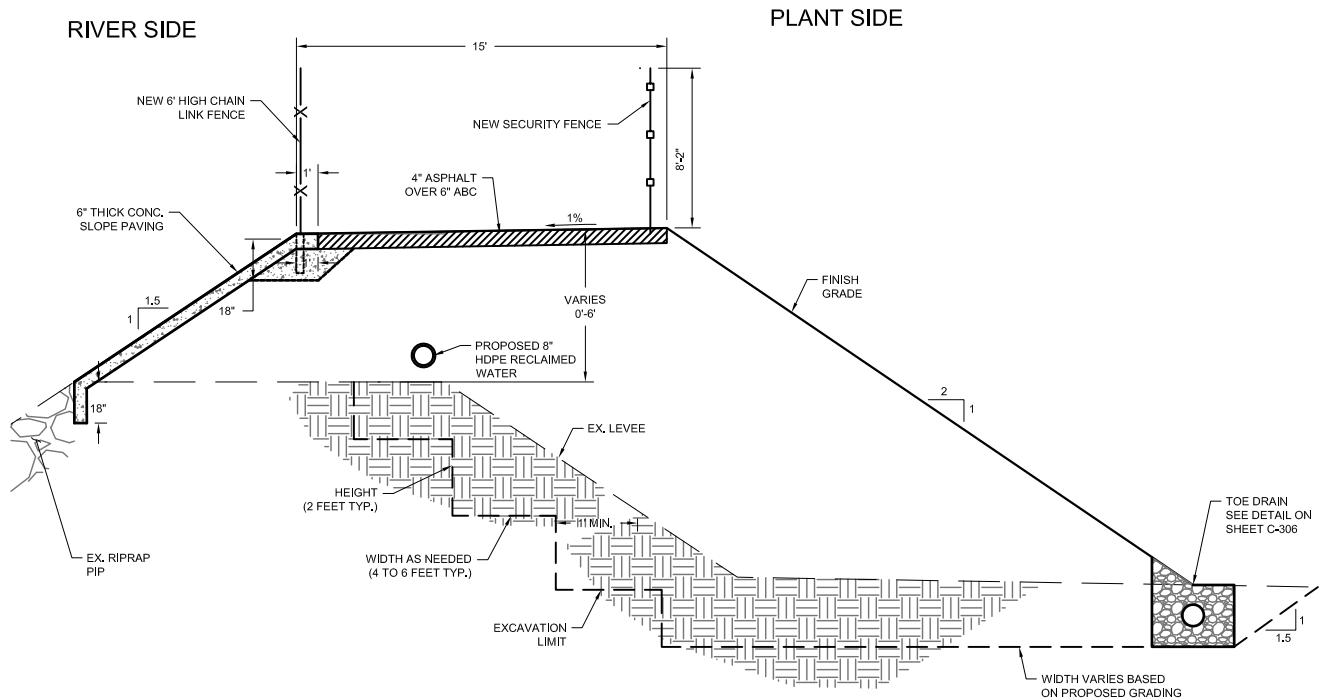 RIVER SIDE
PLANT SIDE
15'
NEW 6' HIGH CHAIN
LINK FENCE
NEW SECURITY FENCE
8'-2"
1'
4" ASPHALT
OVER 6" ABC
6" THICK CONC.
SLOPE PAVING
1%
FINISH
GRADE
1.5
1
18"
VARIES
0'-6'
PROPOSED 8"
HDPE RECLAIMED
WATER
2
1
18"
EX. LEVEE
HEIGHT
(2 FEET TYP.)
1' MIN.
TOE DRAIN
SEE DETAIL ON
SHEET C-306
EX. RIPRAP
PIP
WIDTH AS NEEDED
(4 TO 6 FEET TYP.)
EXCAVATION
LIMIT
1
1.5
WIDTH VARIES BASED
ON PROPOSED GRADING